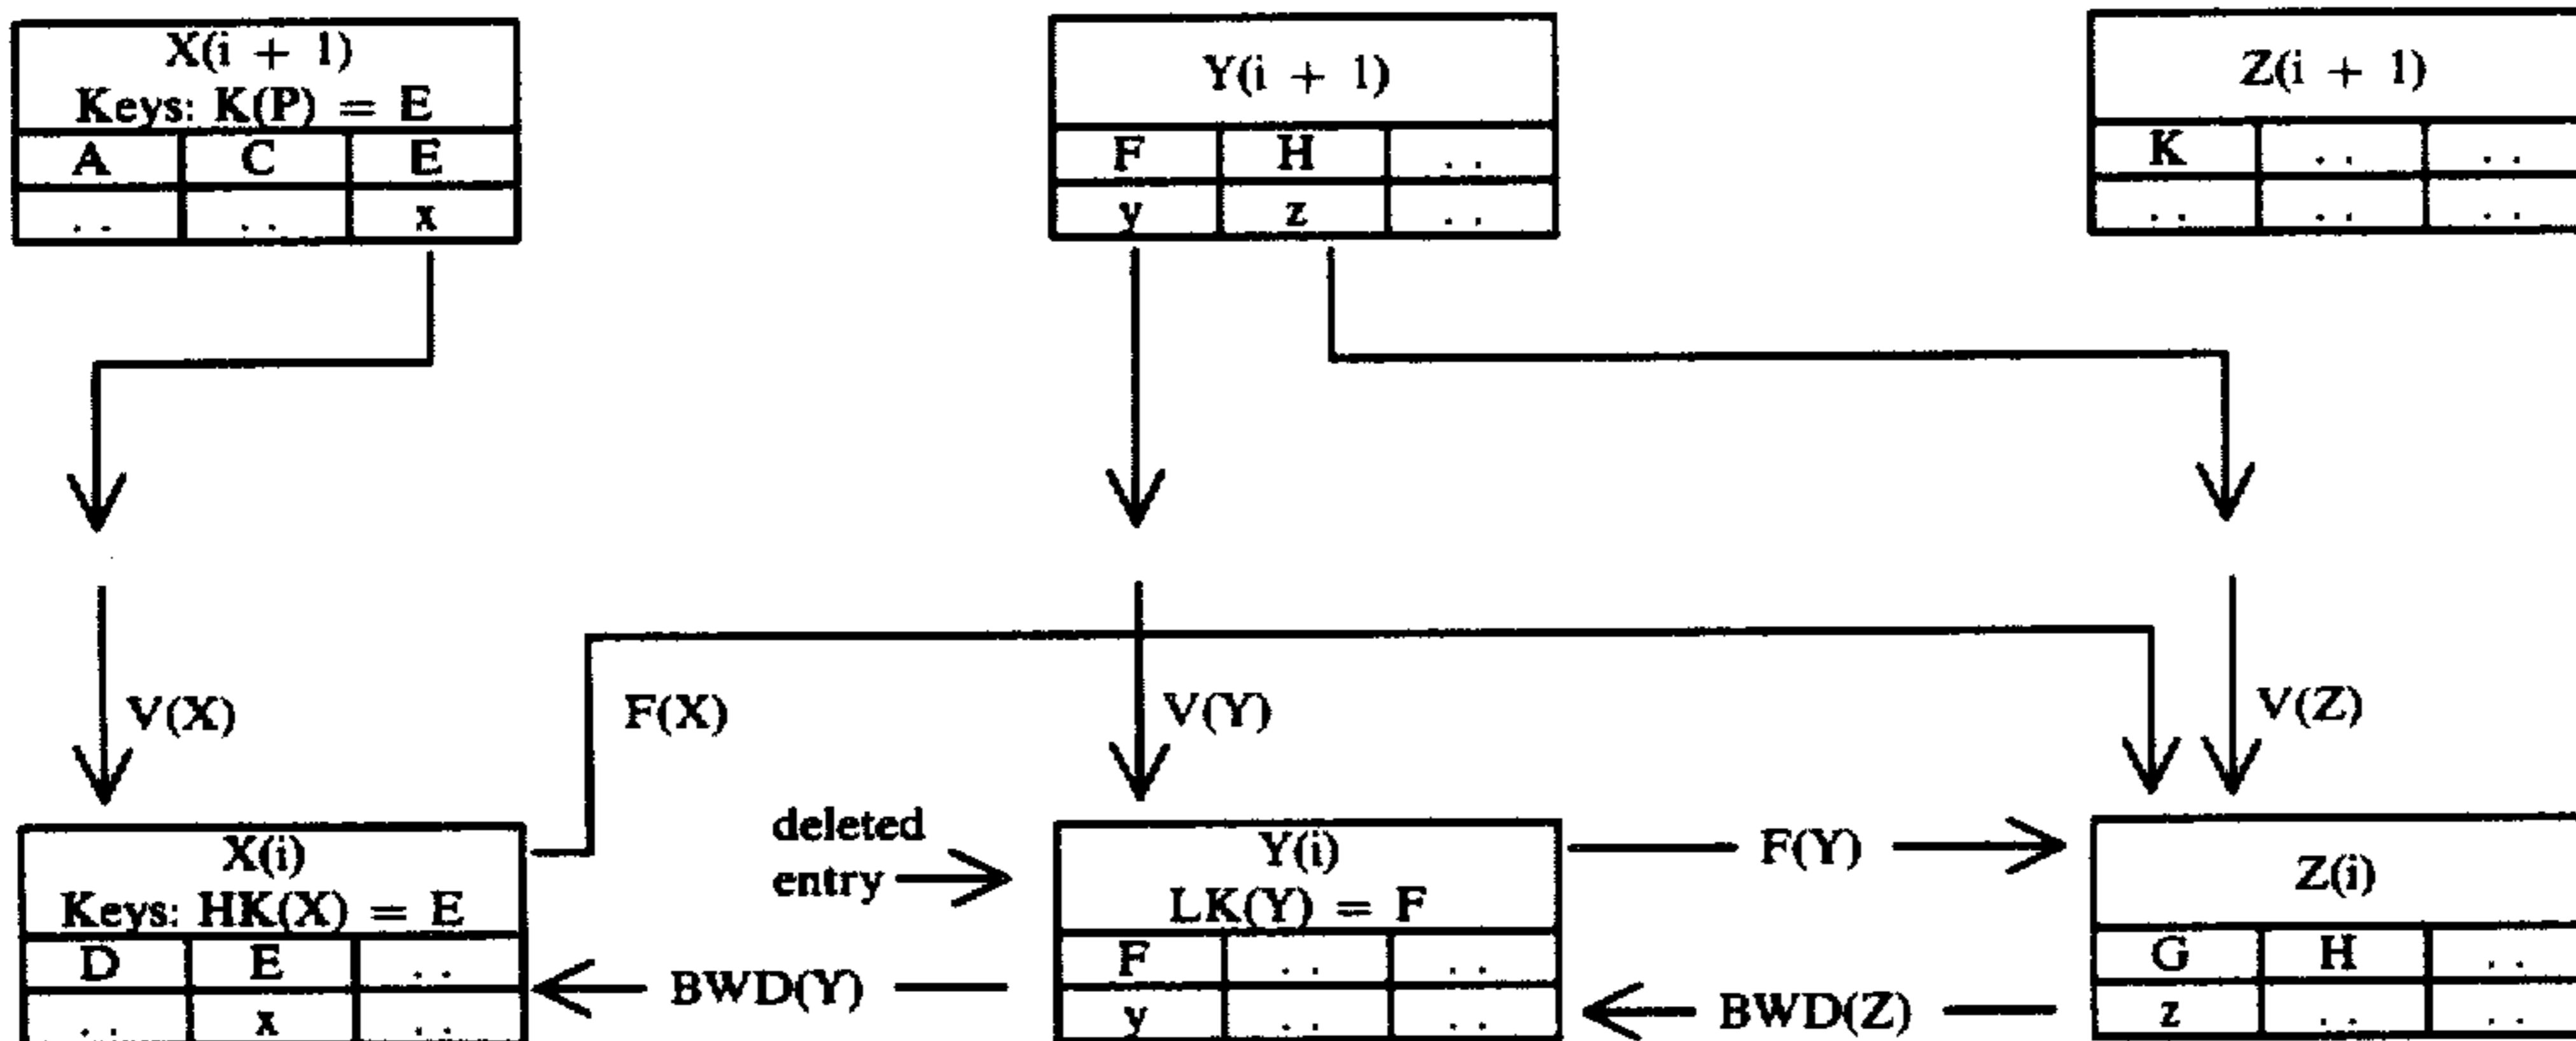 X(i + 1)
Keys: K(P) = E
A C E
. . . . x
Y(i + 1)
F H . .
y z . .
Z(i + 1)
K . . . .
. . . . . .
V(X)
F(X)
V(Y)
V(Z)
X(i)
Keys: HK(X) = E
D E . .
. . x . .
deleted
entry
BWD(Y)
Y(i)
LK(Y) = F
F . . . .
y . . . .
F(Y)
BWD(Z)
Z(i)
G H . .
z . . . .